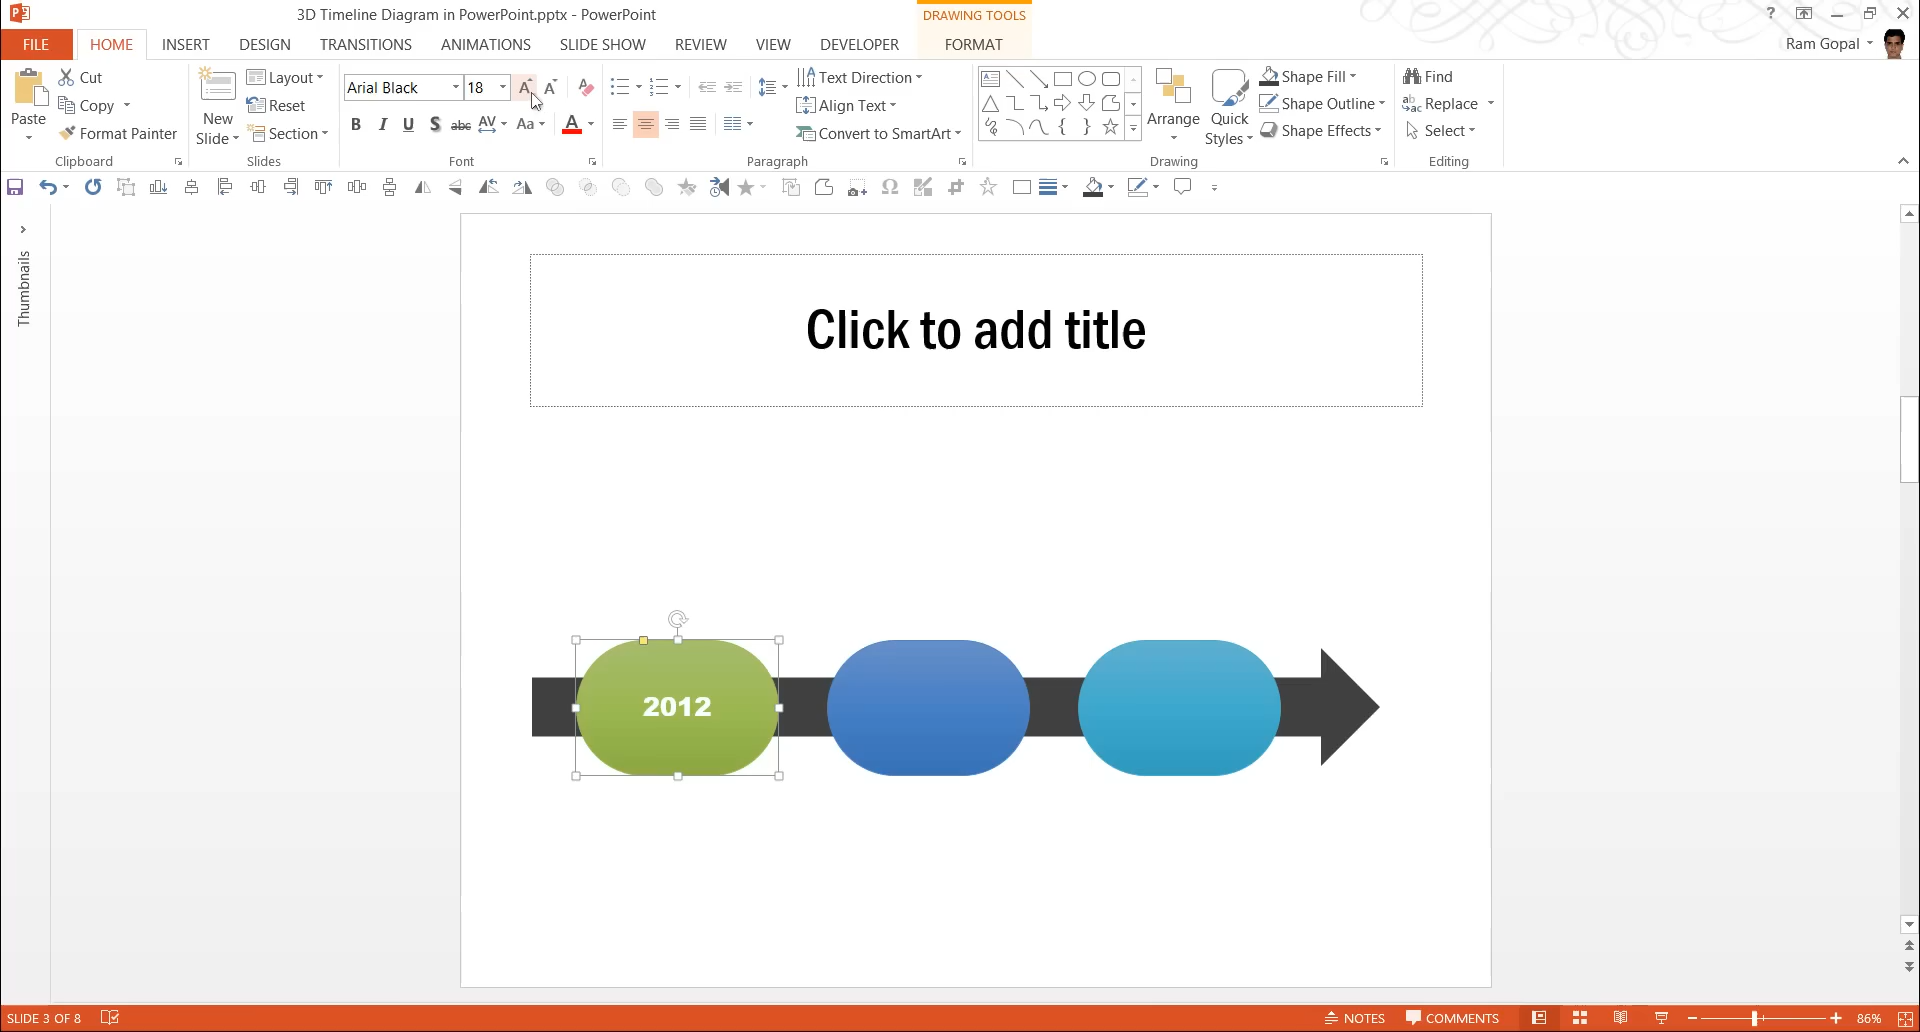 3D Timeline Diagram in PowerPoint.pptx - PowerPoint
DRAWING TOOLS
?
FILE HOME INSERT DESIGN TRANSITIONS ANIMATIONS SLIDE SHOW REVIEW VIEW DEVELOPER FORMAT
Ram Gopal
Paste
Cut
Copy
Format Painter
Clipboard
New
Slide
Layout
Reset
Section
Slides
Arial Black 18
B I U S abc AV Aa A
Font
Text Direction
Align Text
Convert to SmartArt
Paragraph
Arrange
Quick
Styles
Shape Fill
Shape Outline
Shape Effects
Drawing
Find
Replace
Select
Editing
Thumbnails
Click to add title
2012
SLIDE 3 OF 8
NOTES
COMMENTS
86%